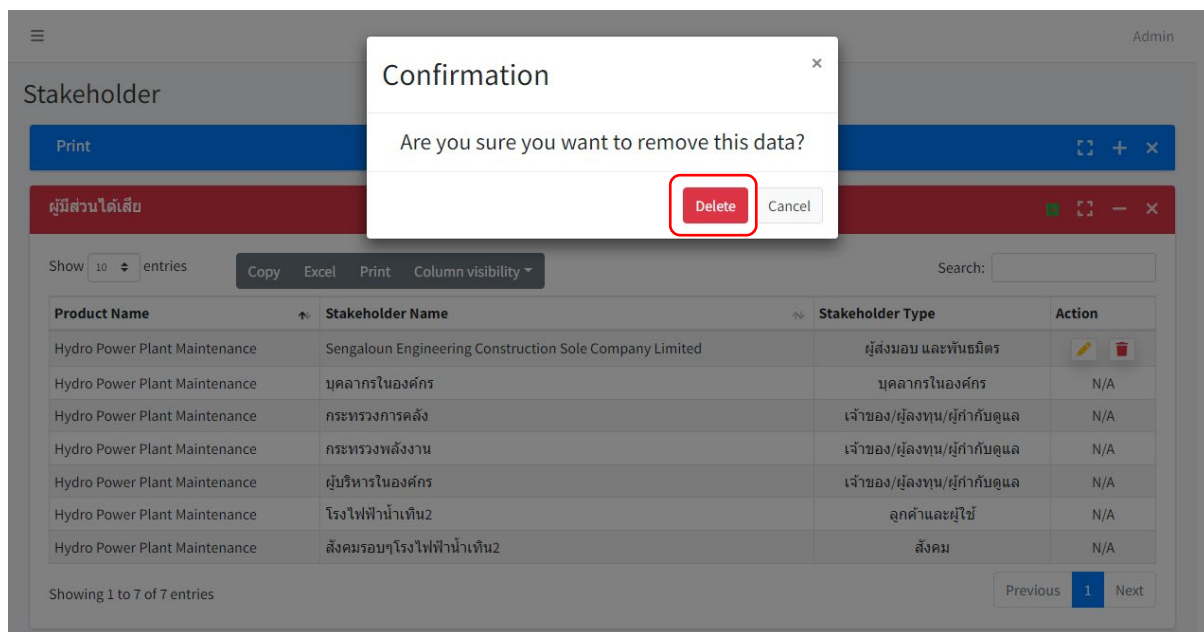 Admin
Confirmation ×
Stakeholder
Are you sure you want to remove this data?
Print
Delete Cancel
ผู้มีส่วนได้เสีย
Show 10 entries Copy Excel Print Column visibility Search:
Product Name Stakeholder Name Stakeholder Type Action
Hydro Power Plant Maintenance Sengaloun Engineering Construction Sole Company Limited ผู้ส่งมอบ และพันธมิตร
Hydro Power Plant Maintenance บุคลากรในองค์กร บุคลากรในองค์กร N/A
Hydro Power Plant Maintenance กระทรวงการคลัง เจ้าของ/ผู้ลงทุน/ผู้กำกับดูแล N/A
Hydro Power Plant Maintenance กระทรวงพลังงาน เจ้าของ/ผู้ลงทุน/ผู้กำกับดูแล N/A
Hydro Power Plant Maintenance ผู้บริหารในองค์กร เจ้าของ/ผู้ลงทุน/ผู้กำกับดูแล N/A
Hydro Power Plant Maintenance โรงไฟฟ้าน้ำเทิน2 ลูกค้าและผู้ใช้ N/A
Hydro Power Plant Maintenance สังคมรอบๆโรงไฟฟ้าน้ำเทิน2 สังคม N/A
Showing 1 to 7 of 7 entries Previous 1 Next